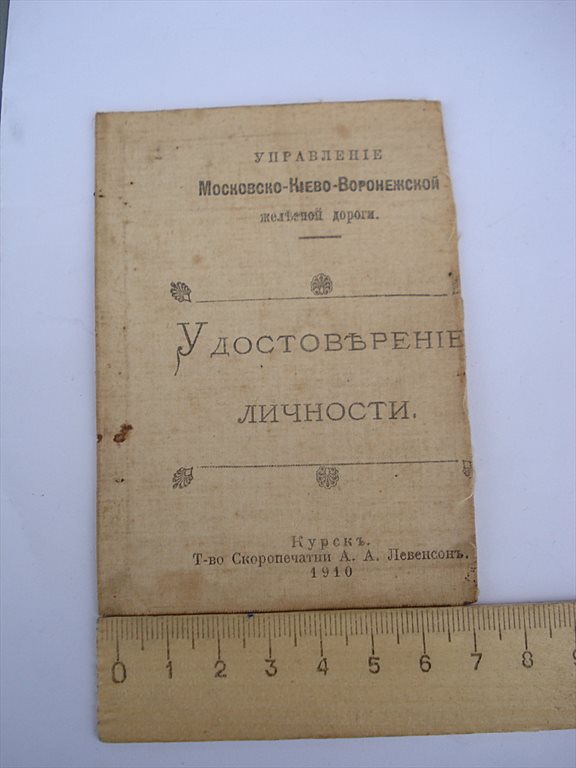 УПРАВЛЕНІЕ
Московско-Кіево-Воронежской
желѣзной дороги.
Удостовѣреніе
личности.
Курскъ.
Т-во Скоропечатни А. А. Левенсонъ.
1910
0 1 2 3 4 5 6 7 8 9